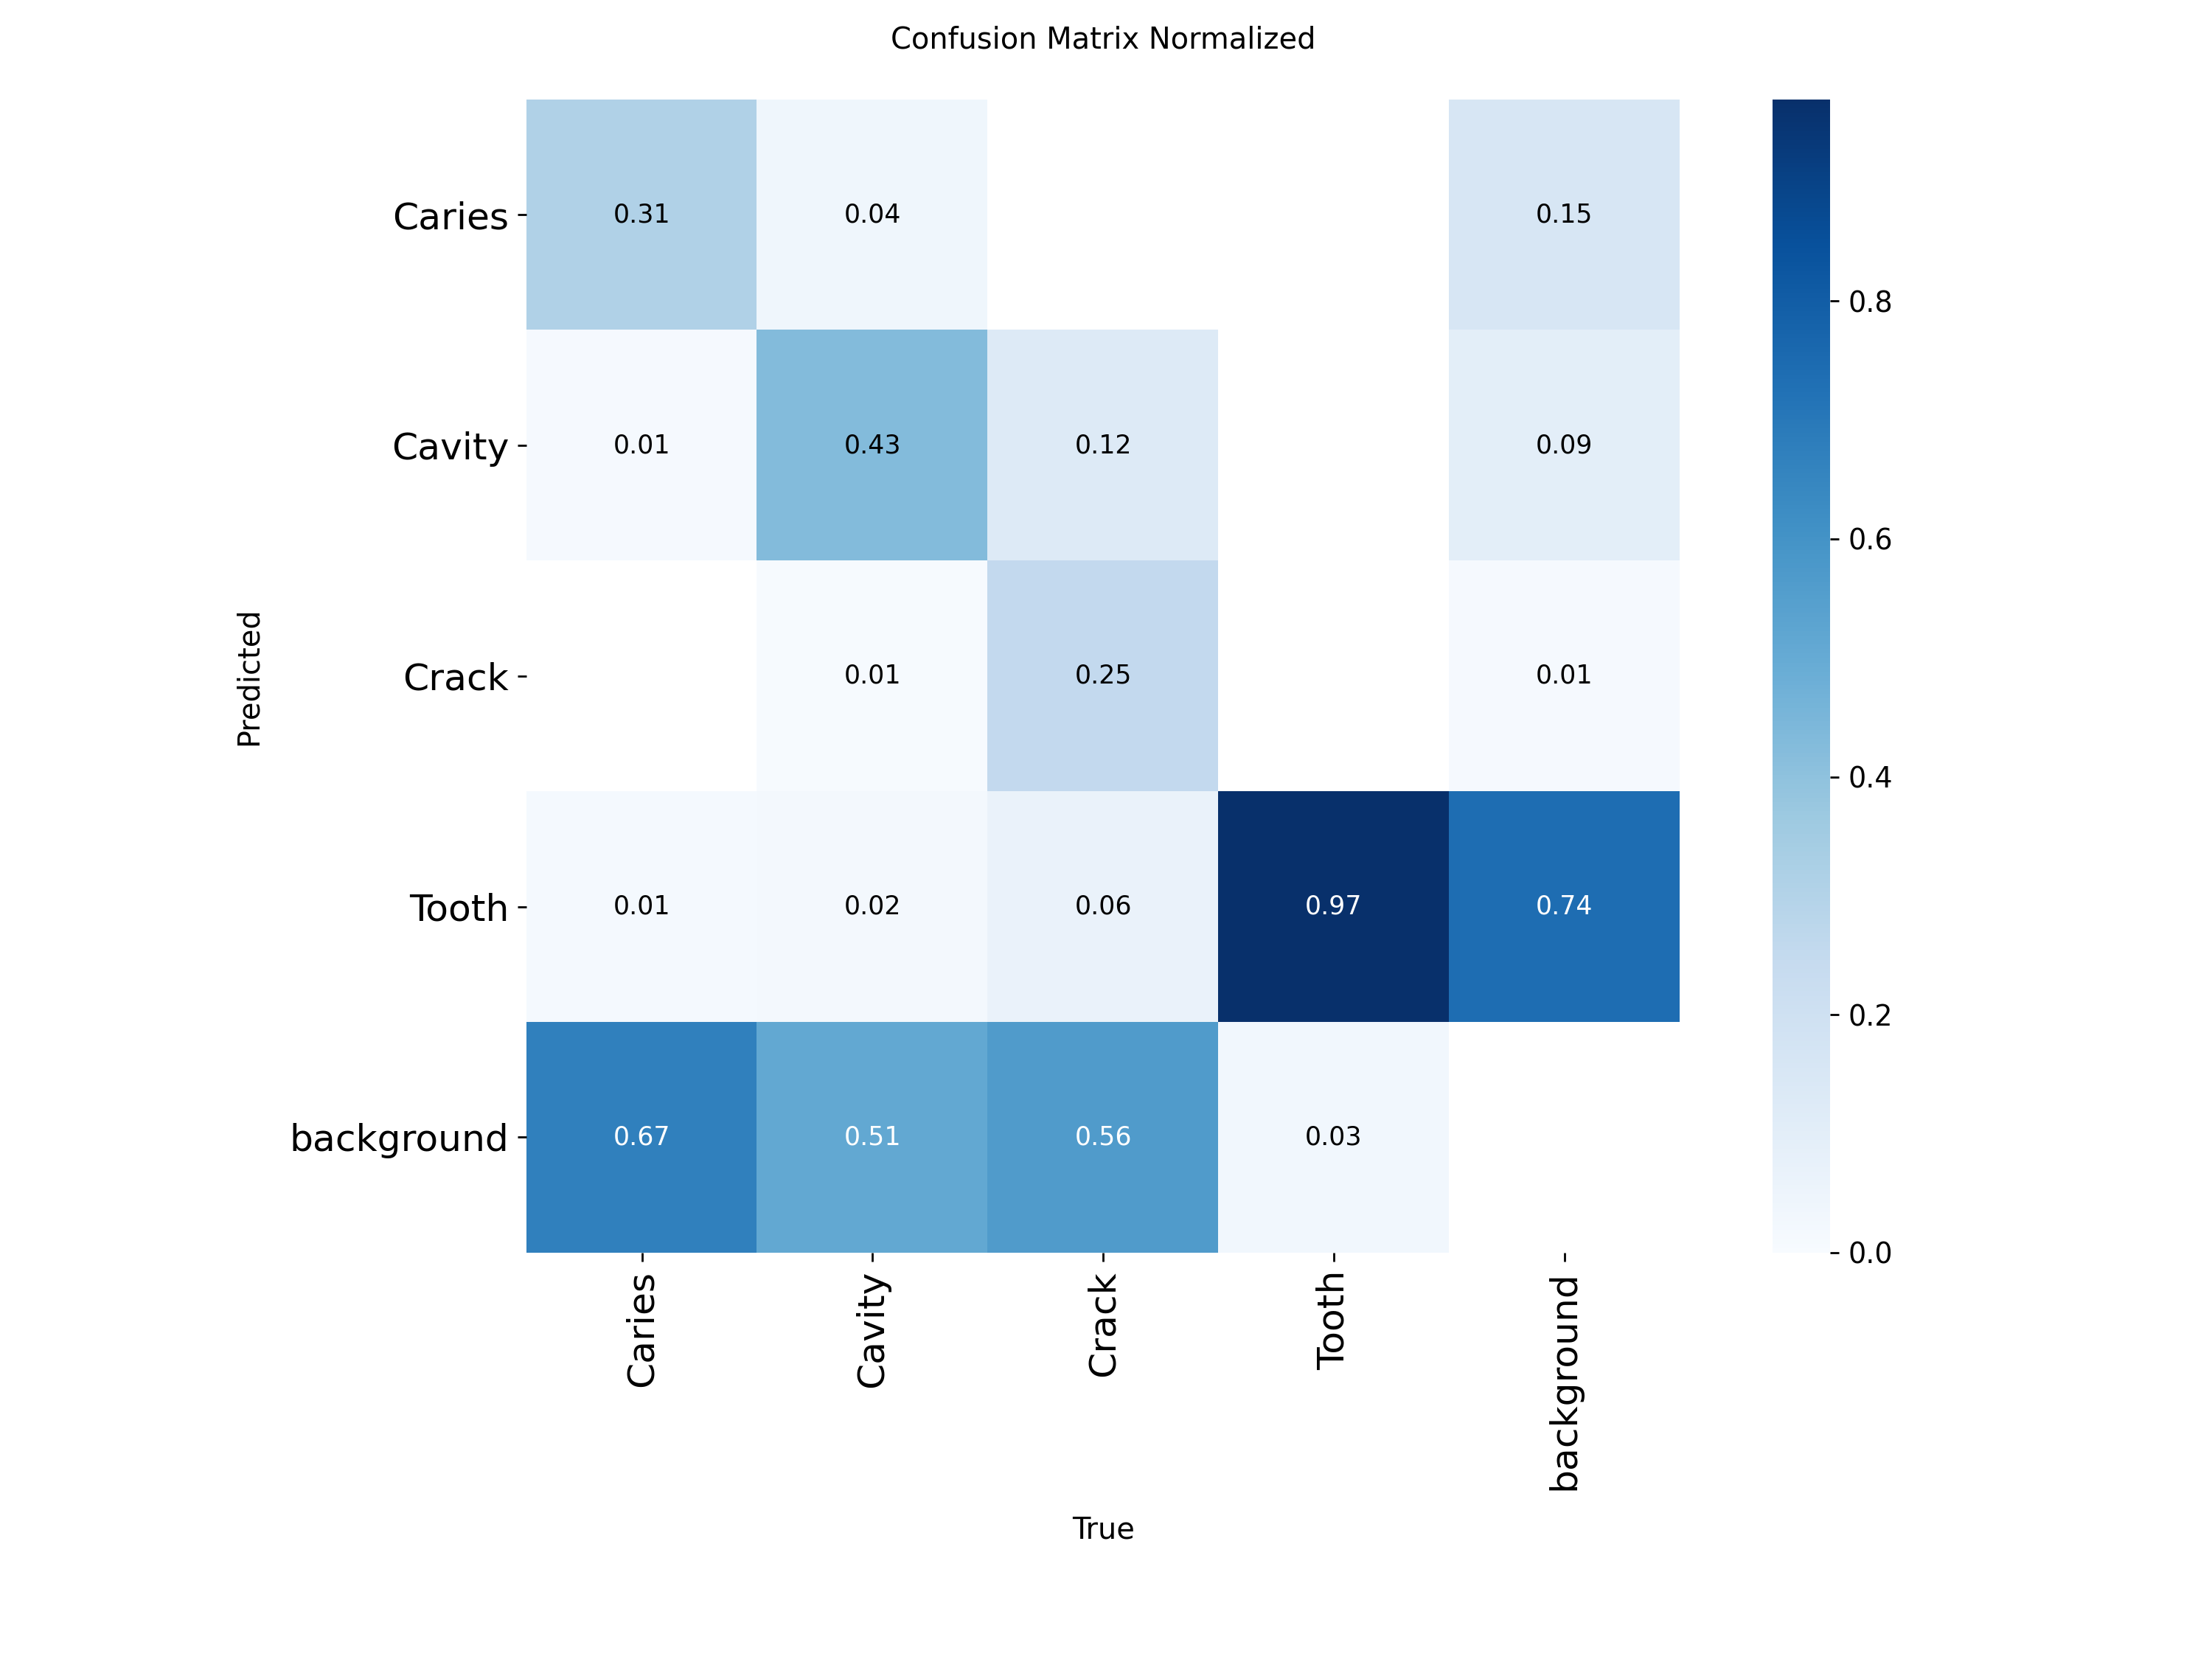 Confusion Matrix Normalized
Caries
0.31
0.04
0.15
Cavity
0.01
0.43
0.12
0.09
Crack
0.01
0.25
0.01
Tooth
0.01
0.02
0.06
0.97
0.74
background
0.67
0.51
0.56
0.03
Predicted
Caries
Cavity
Crack
Tooth
background
True
0.8
0.6
0.4
0.2
0.0